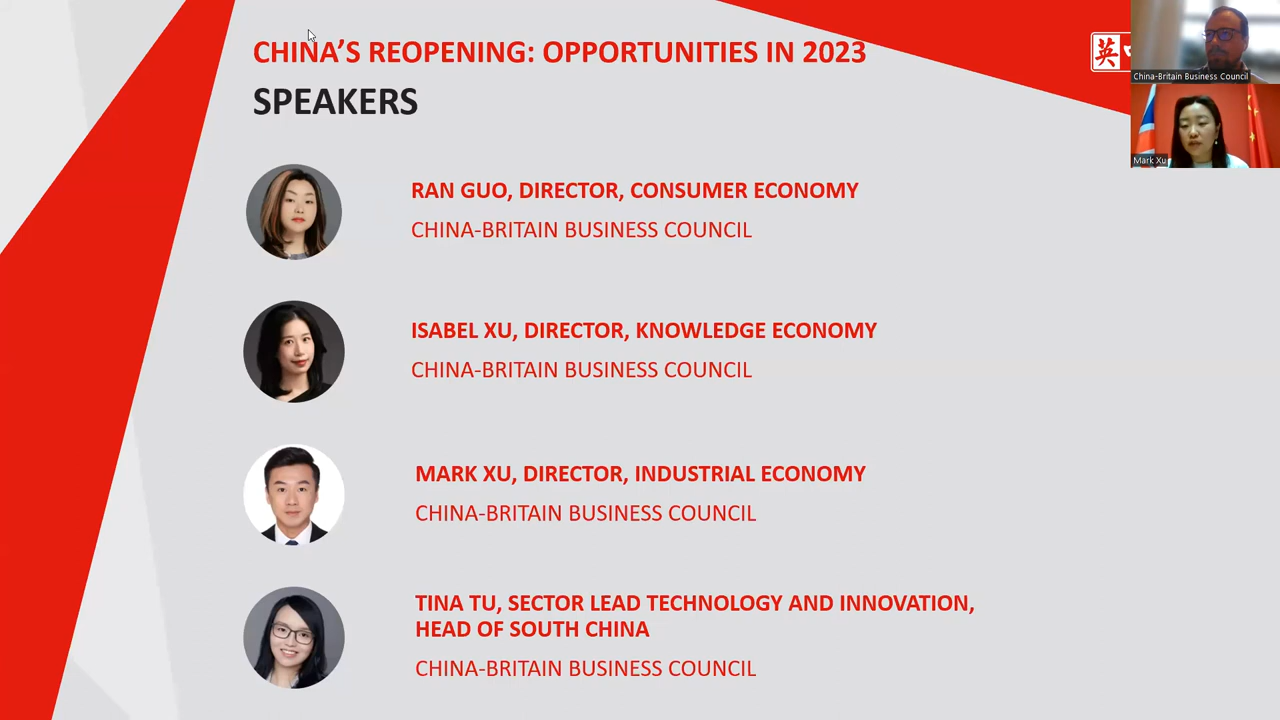 CHINA’S REOPENING: OPPORTUNITIES IN 2023
SPEAKERS
英
China-Britain Business Council
Mark Xu
RAN GUO, DIRECTOR, CONSUMER ECONOMY
CHINA-BRITAIN BUSINESS COUNCIL
ISABEL XU, DIRECTOR, KNOWLEDGE ECONOMY
CHINA-BRITAIN BUSINESS COUNCIL
MARK XU, DIRECTOR, INDUSTRIAL ECONOMY
CHINA-BRITAIN BUSINESS COUNCIL
TINA TU, SECTOR LEAD TECHNOLOGY AND INNOVATION,
HEAD OF SOUTH CHINA
CHINA-BRITAIN BUSINESS COUNCIL